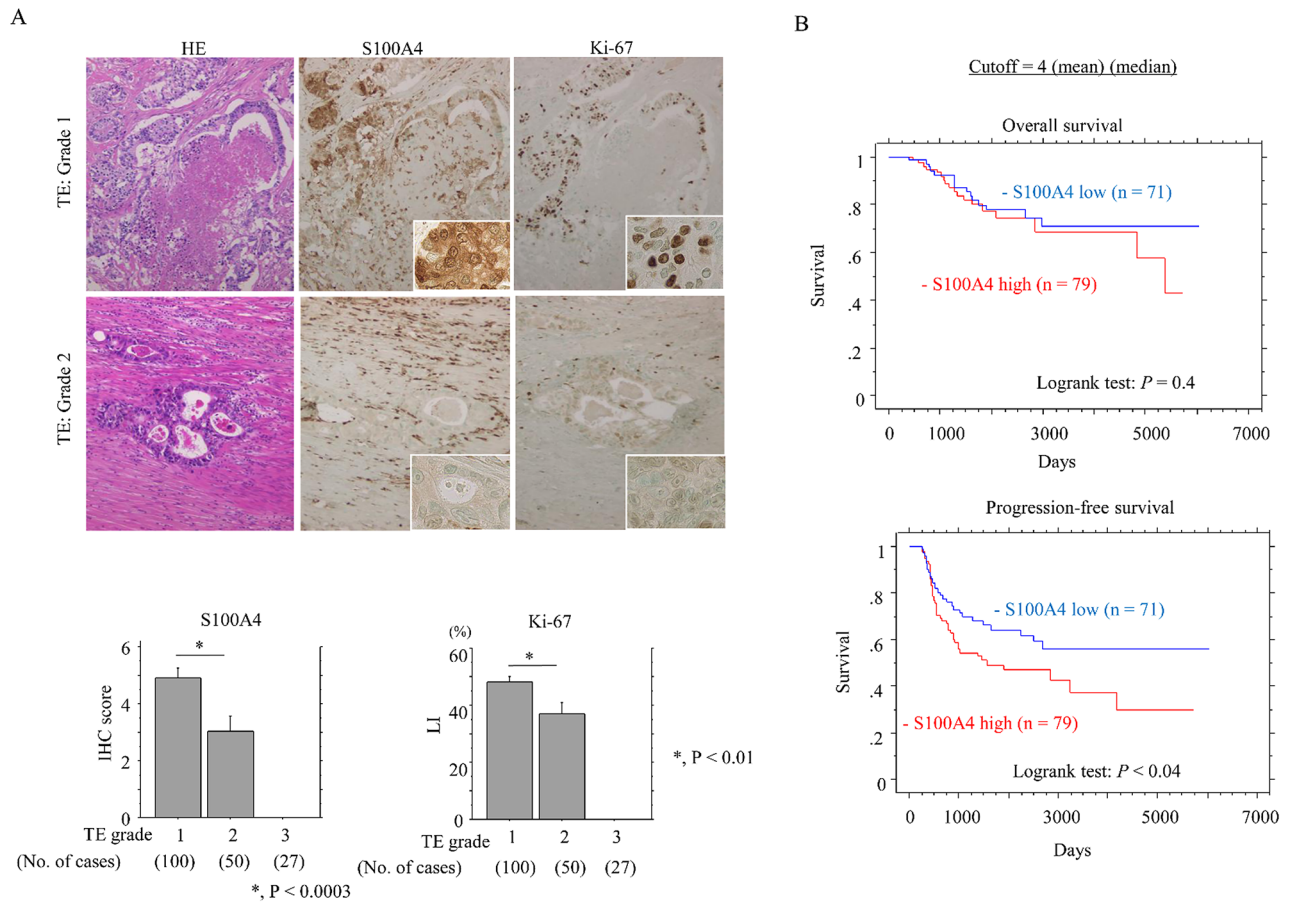 A
HE
S100A4
Ki-67
TE: Grade 1
TE: Grade 2
S100A4
6
4
2
0
IHC score
*
TE grade 1 2 3
(No. of cases) (100) (50) (27)
*, P < 0.0003
Ki-67
(%)
60
40
20
0
LI
*
TE grade 1 2 3
(No. of cases) (100) (50) (27)
*, P < 0.01
B
Cutoff = 4 (mean) (median)
Overall survival
1
.8
.6
.4
.2
0
Survival
- S100A4 low (n = 71)
- S100A4 high (n = 79)
Logrank test: P = 0.4
0 1000 3000 5000 7000
Days
Progression-free survival
1
.8
.6
.4
.2
0
Survival
- S100A4 low (n = 71)
- S100A4 high (n = 79)
Logrank test: P < 0.04
0 1000 3000 5000 7000
Days